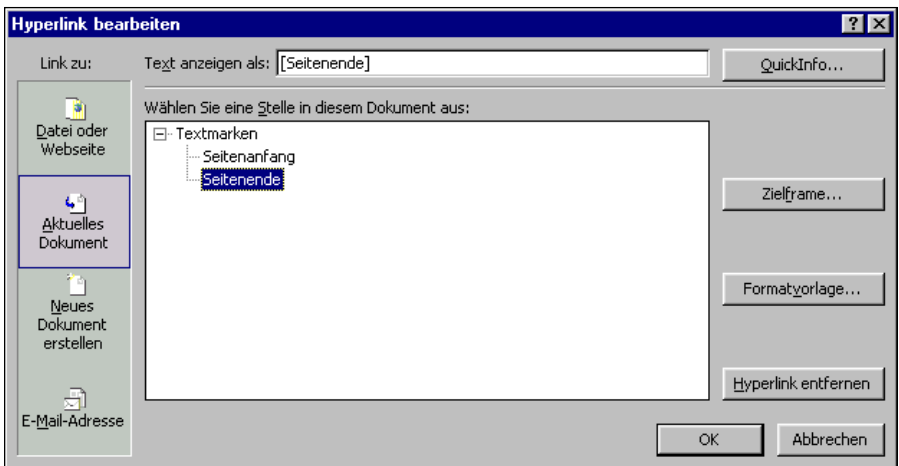 Hyperlink bearbeiten
Link zu:
Text anzeigen als: [Seitenende]
QuickInfo...
Datei oder
Webseite
Aktuelles
Dokument
Neues
Dokument
erstellen
E-Mail-Adresse
Wählen Sie eine Stelle in diesem Dokument aus:
Textmarken
Seitenanfang
Seitenende
Zielframe...
Formatvorlage...
Hyperlink entfernen
OK
Abbrechen